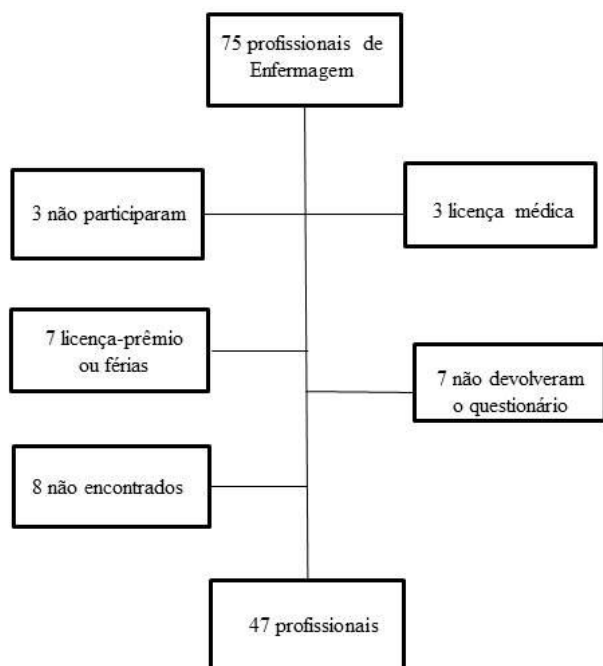 75 profissionais de
Enfermagem
3 não participaram
3 licença médica
7 licença-prêmio
ou férias
7 não devolveram
o questionário
8 não encontrados
47 profissionais